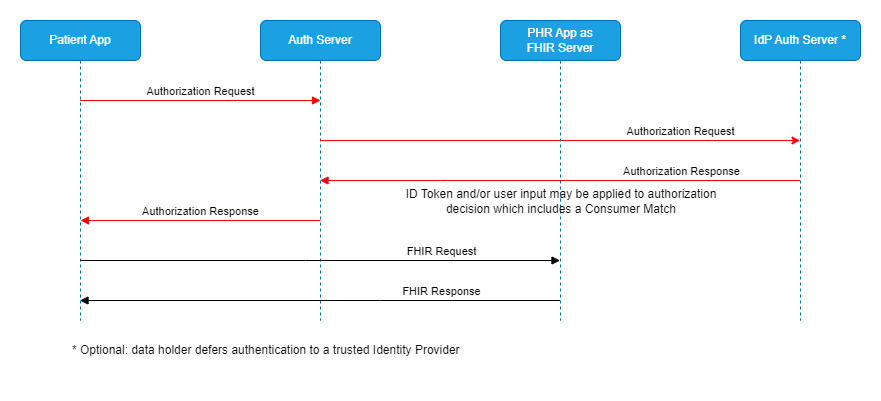 Patient App
Auth Server
PHR App as
FHIR Server
IdP Auth Server *
Authorization Request
Authorization Request
Authorization Response
ID Token and/or user input may be applied to authorization
decision which includes a Consumer Match
Authorization Response
FHIR Request
FHIR Response
* Optional: data holder defers authentication to a trusted Identity Provider